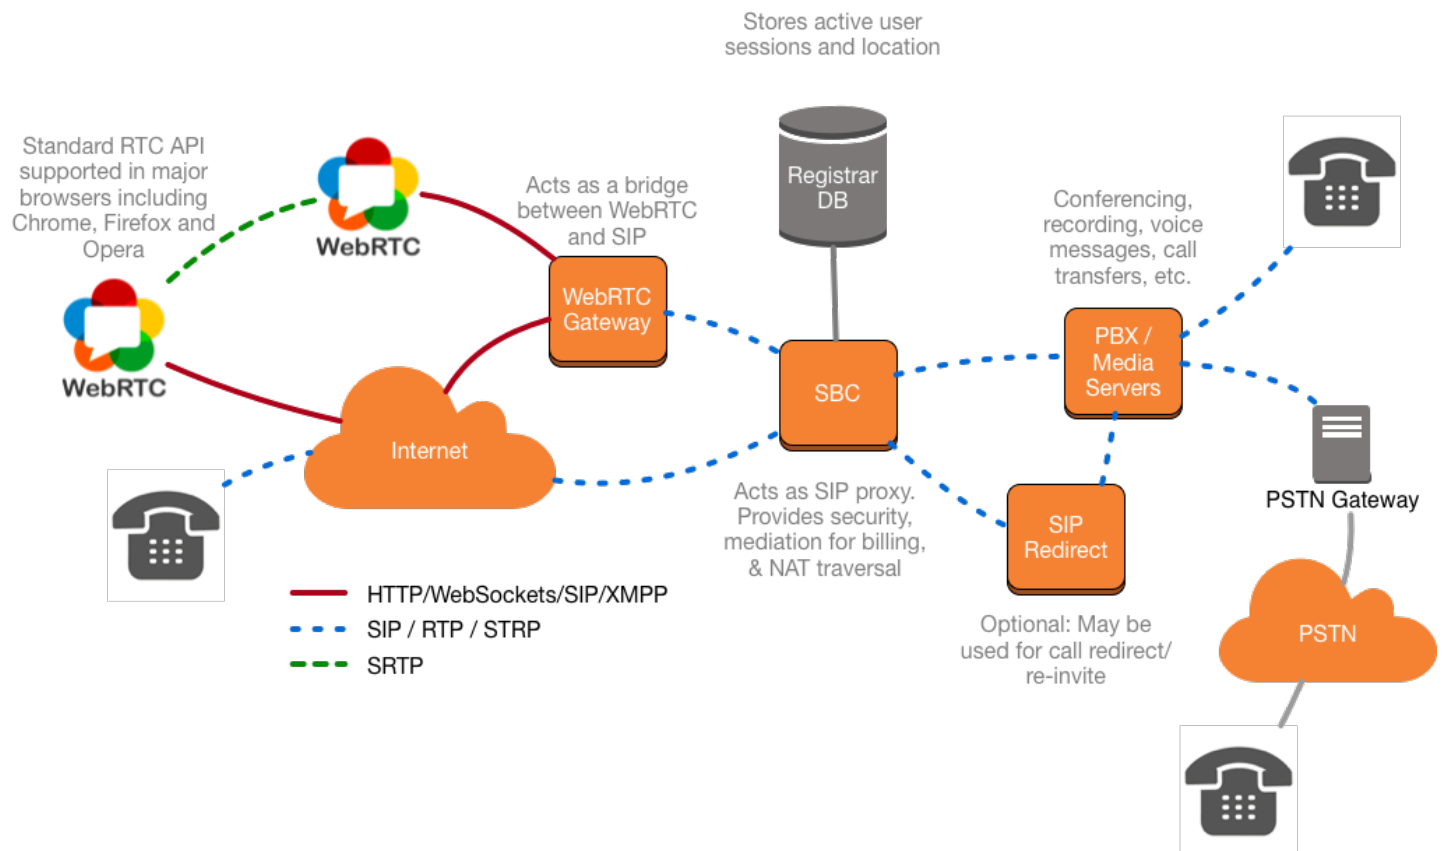 Stores active user
sessions and location
Standard RTC API
supported in major
browsers including
Chrome, Firefox and
Opera
WebRTC
WebRTC
Acts as a bridge
between WebRTC
and SIP
WebRTC
Gateway
Registrar
DB
Conferencing,
recording, voice
messages, call
transfers, etc.
PBX /
Media
Servers
SBC
Internet
Acts as SIP proxy.
Provides security,
mediation for billing,
& NAT traversal
SIP
Redirect
PSTN Gateway
HTTP/WebSockets/SIP/XMPP
SIP / RTP / STRP
SRTP
Optional: May be
used for call redirect/
re-invite
PSTN